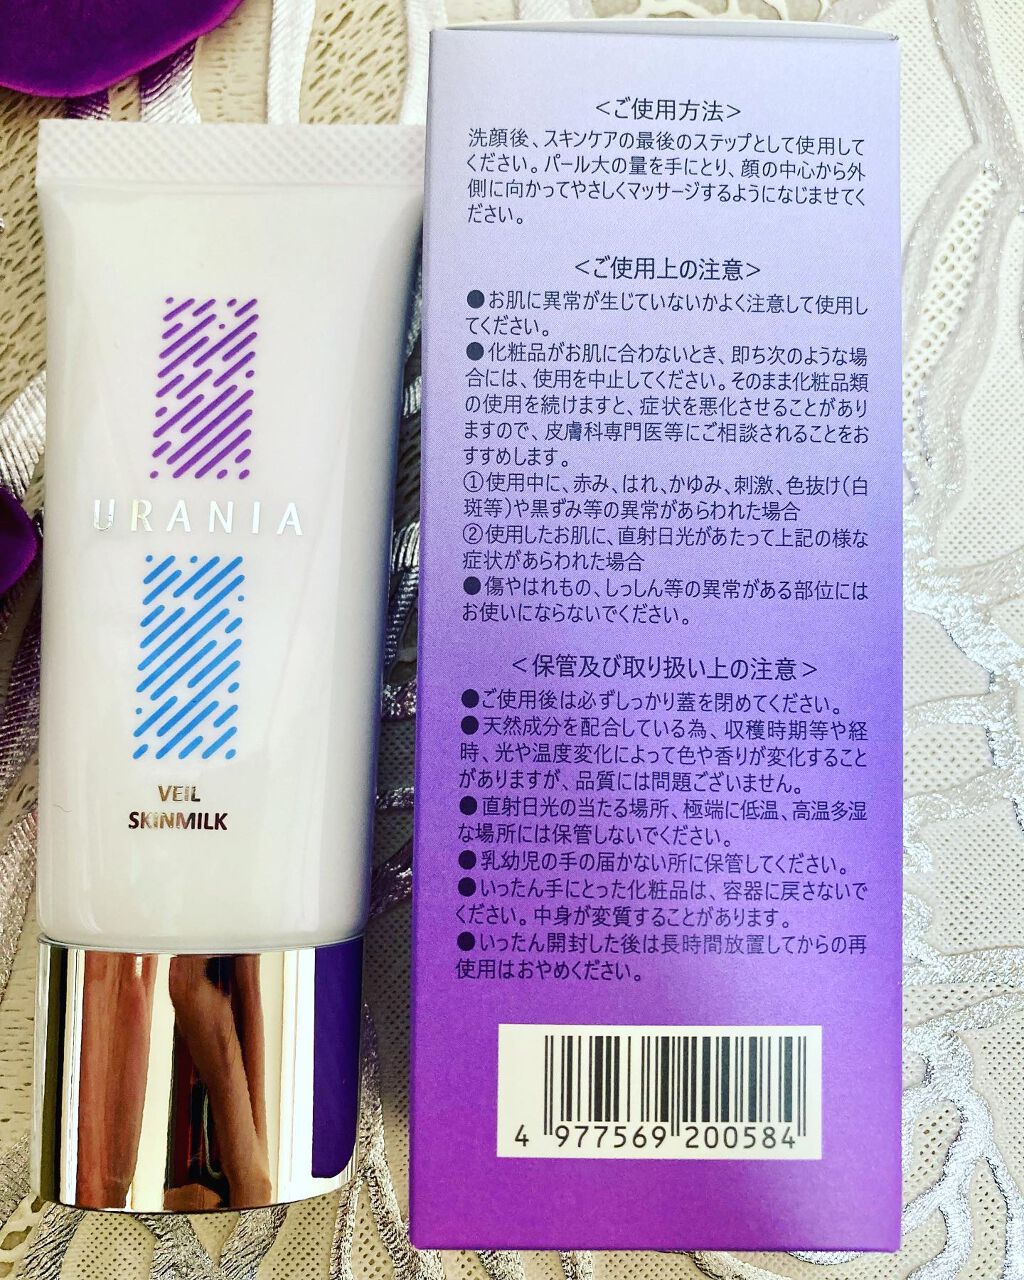 URANIA
VEIL
SKINMILK
＜ご使用方法＞
洗顔後、スキンケアの最後のステップとして使用して
ください。パール大の量を手にとり、顔の中心から外
側に向かってやさしくマッサージするようになじませてく
ださい。
＜ご使用上の注意＞
●お肌に異常が生じていないかよく注意して使用し
てください。
●化粧品がお肌に合わないとき、即ち次のような場
合には、使用を中止してください。そのまま化粧品類
の使用を続けますと、症状を悪化させることがあり
ますので、皮膚科専門医等にご相談されることをお
すすめします。
①使用中に、赤み、はれ、かゆみ、刺激、色抜け（白
斑等）や黒ずみ等の異常があらわれた場合
②使用したお肌に、直射日光があたって上記の様な
症状があらわれた場合
●傷やはれもの、しっしん等の異常がある部位には
お使いにならないでください。
＜保管及び取り扱い上の注意＞
●ご使用後は必ずしっかり蓋を閉めてください。
●天然成分を配合している為、収穫時期等や経
時、光や温度変化によって色や香りが変化すること
がありますが、品質には問題ございません。
●直射日光の当たる場所、極端に低温、高温多湿
な場所には保管しないでください。
●乳幼児の手の届かない所に保管してください。
●いったん手にとった化粧品は、容器に戻さないで
ください。中身が変質することがあります。
●いったん開封した後は長時間放置してからの再
使用はおやめください。
4 977569 200584